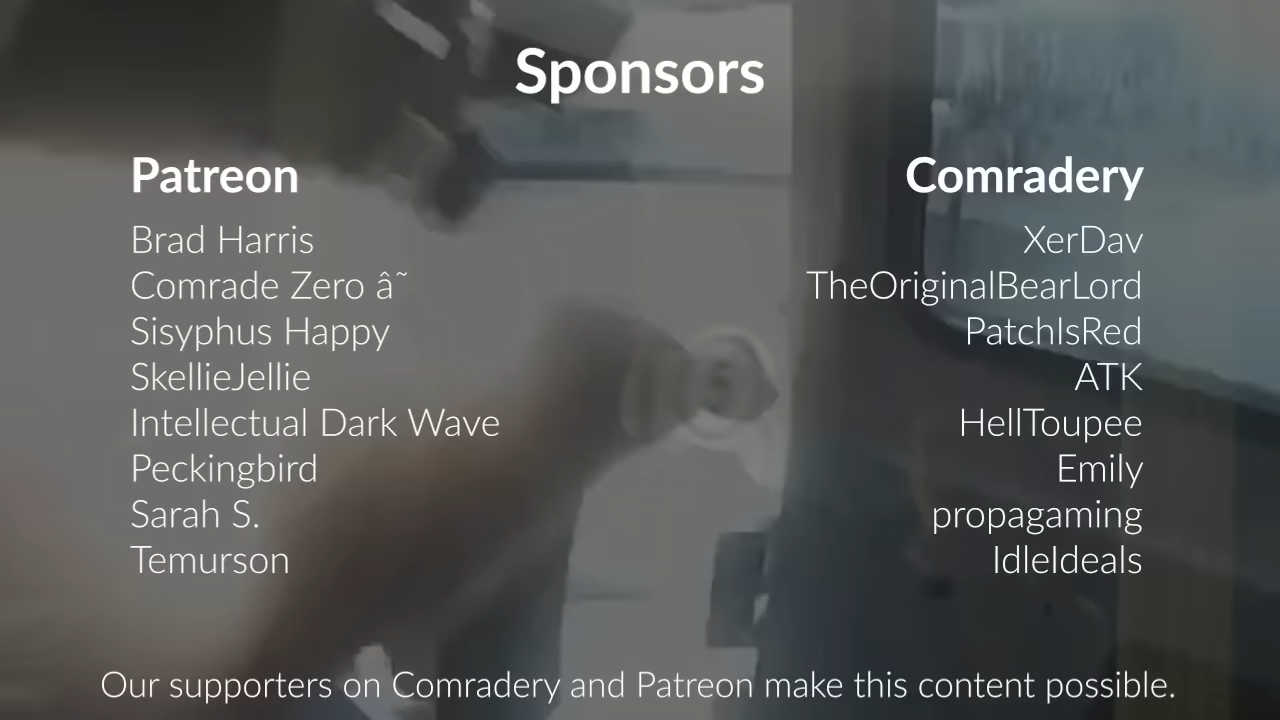 Sponsors
Patreon
Brad Harris
Comrade Zero â˜
Sisyphus Happy
SkellieJellie
Intellectual Dark Wave
Peckingbird
Sarah S.
Temurson
Comradery
XerDav
TheOriginalBearLord
PatchIsRed
ATK
HellToupee
Emily
propagaming
IdleIdeals
Our supporters on Comradery and Patreon make this content possible.